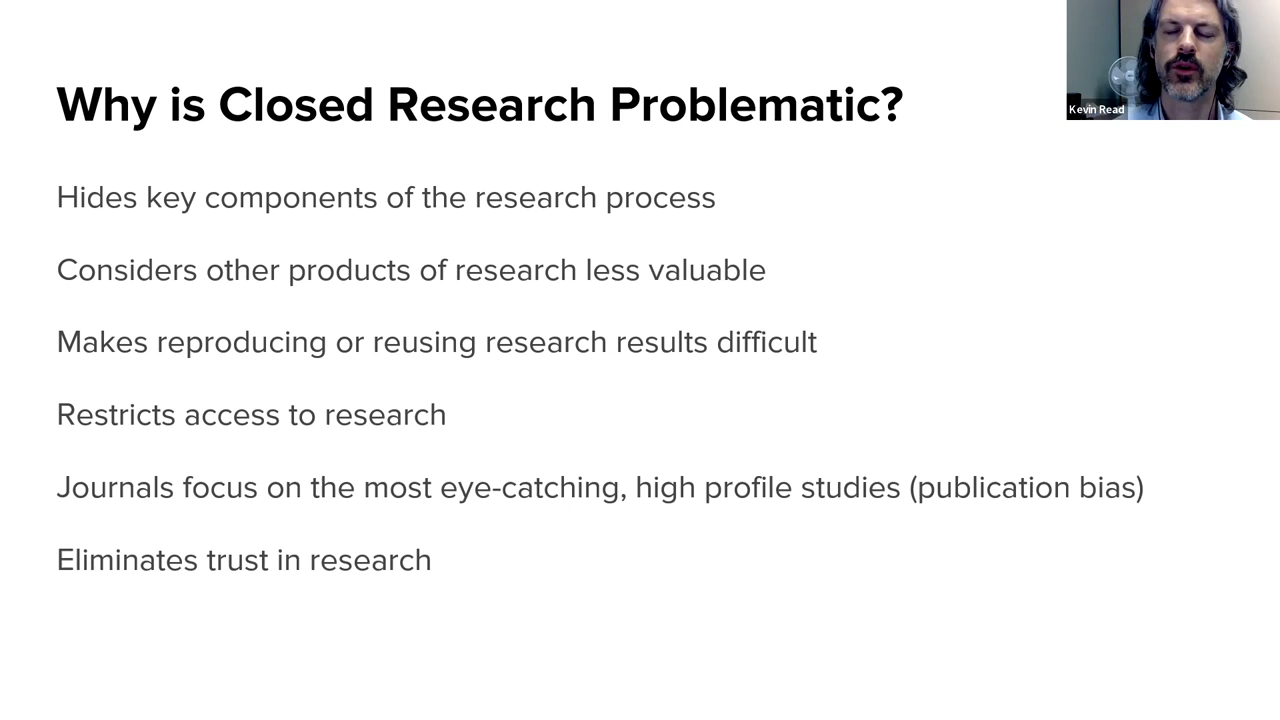 Why is Closed Research Problematic?
Kevin Read
Hides key components of the research process
Considers other products of research less valuable
Makes reproducing or reusing research results difficult
Restricts access to research
Journals focus on the most eye-catching, high profile studies (publication bias)
Eliminates trust in research